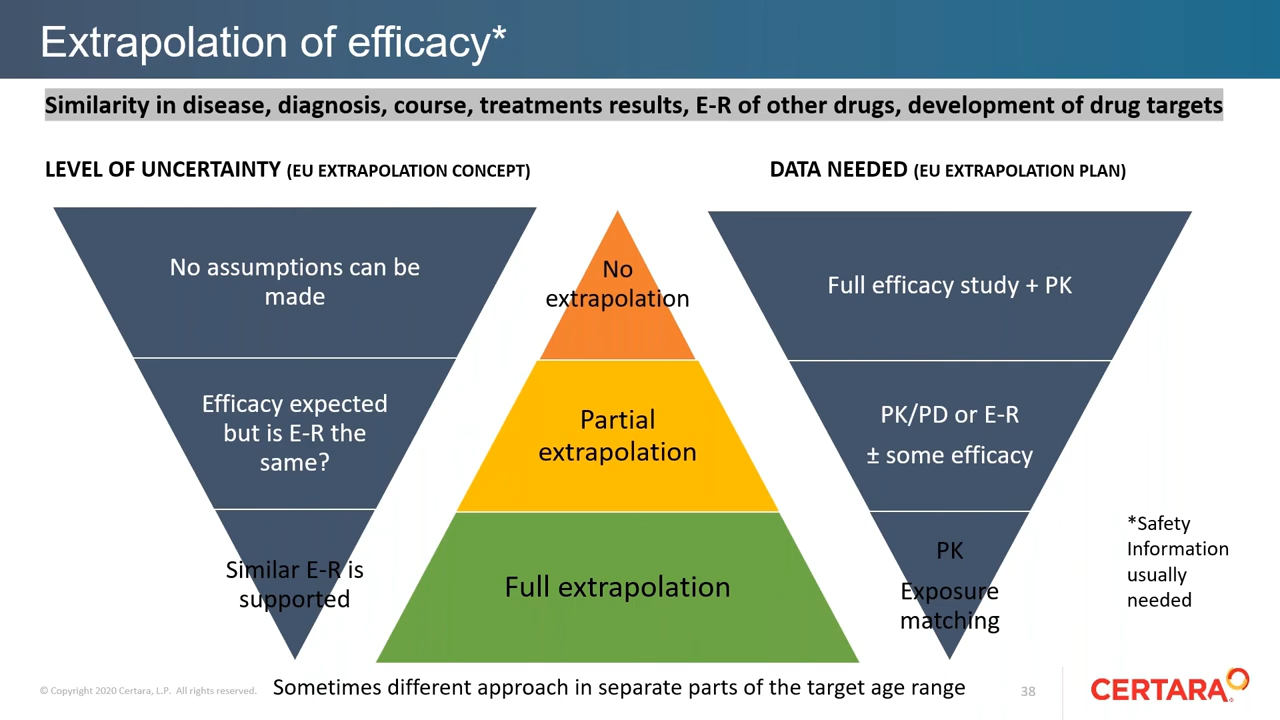 Extrapolation of efficacy*
Similarity in disease, diagnosis, course, treatments results, E-R of other drugs, development of drug targets
LEVEL OF UNCERTAINTY (EU EXTRAPOLATION CONCEPT)
DATA NEEDED (EU EXTRAPOLATION PLAN)
No assumptions can be
made
Efficacy expected
but is E-R the
same?
Similar E-R is
supported
No
extrapolation
Partial
extrapolation
Full extrapolation
Full efficacy study + PK
PK/PD or E-R
± some efficacy
PK
Exposure
matching
*Safety
Information
usually
needed
© Copyright 2020 Certara, L.P. All rights reserved.
Sometimes different approach in separate parts of the target age range
38
CERTARA